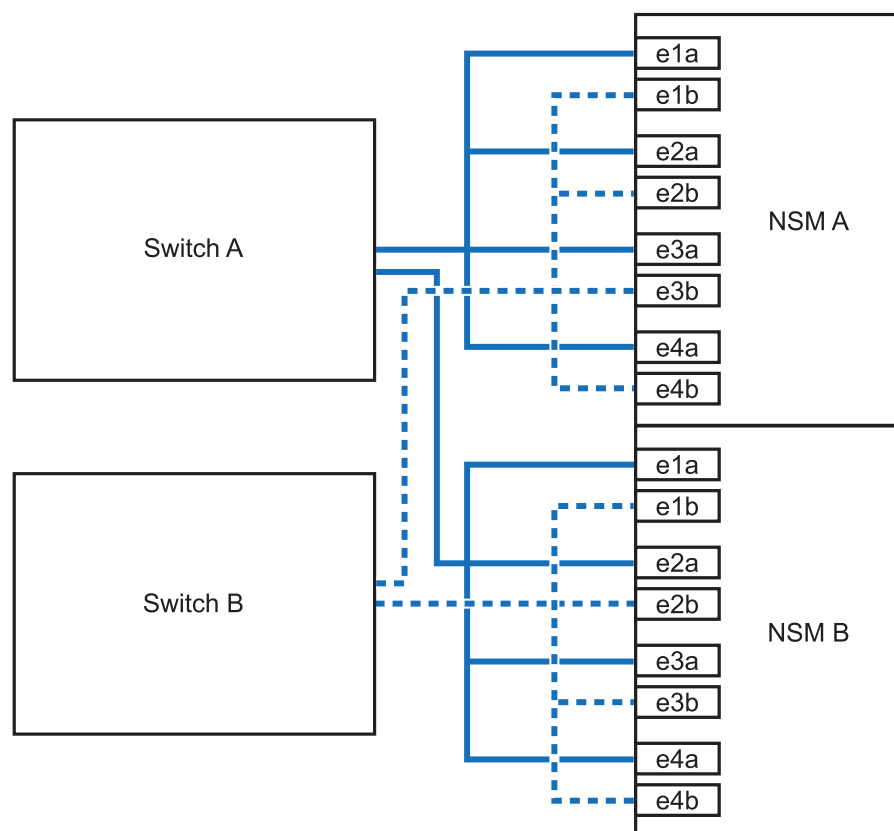 Switch A
Switch B
e1a
e1b
e2a
e2b
e3a
e3b
e4a
e4b
NSM A
e1a
e1b
e2a
e2b
e3a
e3b
e4a
e4b
NSM B